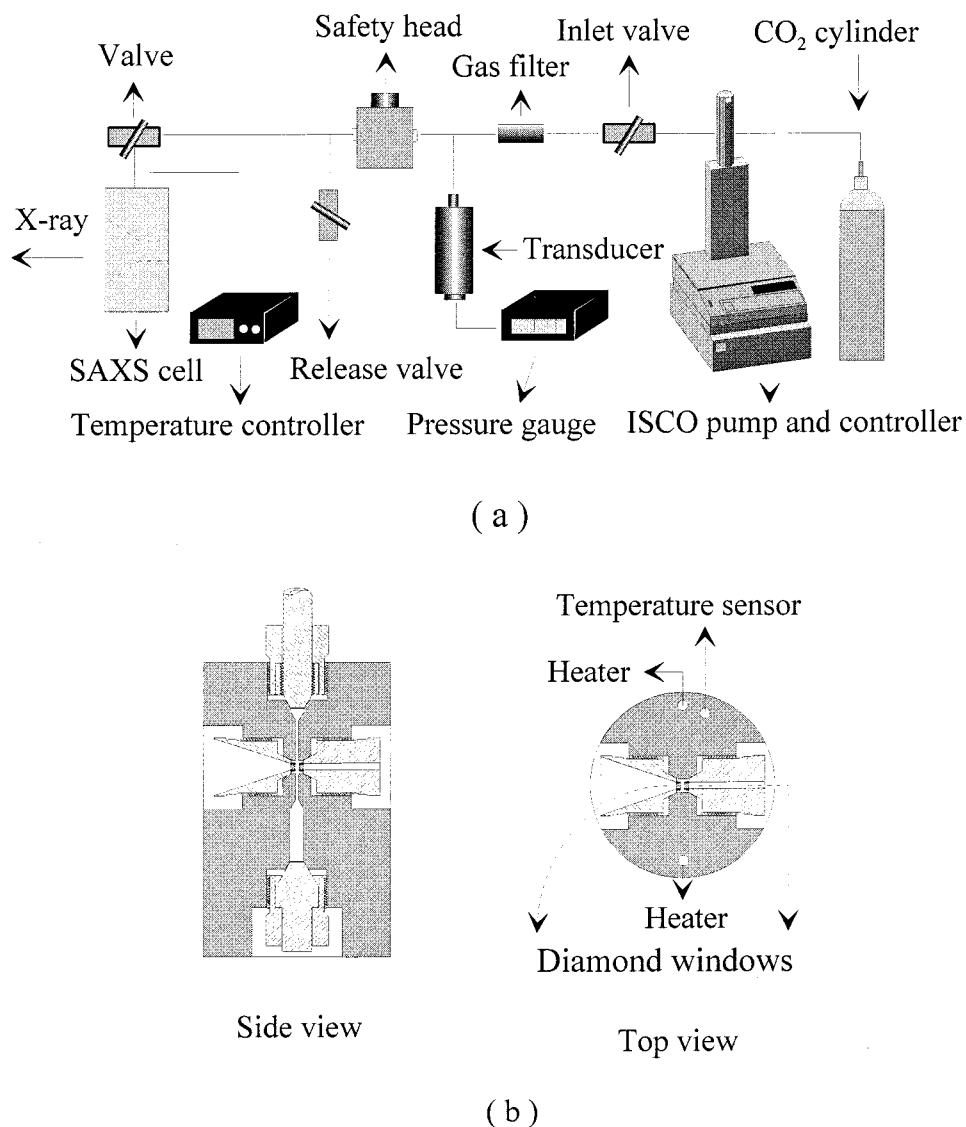 Safety head
Inlet valve
CO₂ cylinder
Valve
Gas filter
X-ray
Transducer
SAXS cell
Release valve
Temperature controller
Pressure gauge
ISCO pump and controller
( a )
Temperature sensor
Heater
Heater
Diamond windows
Side view
Top view
( b )